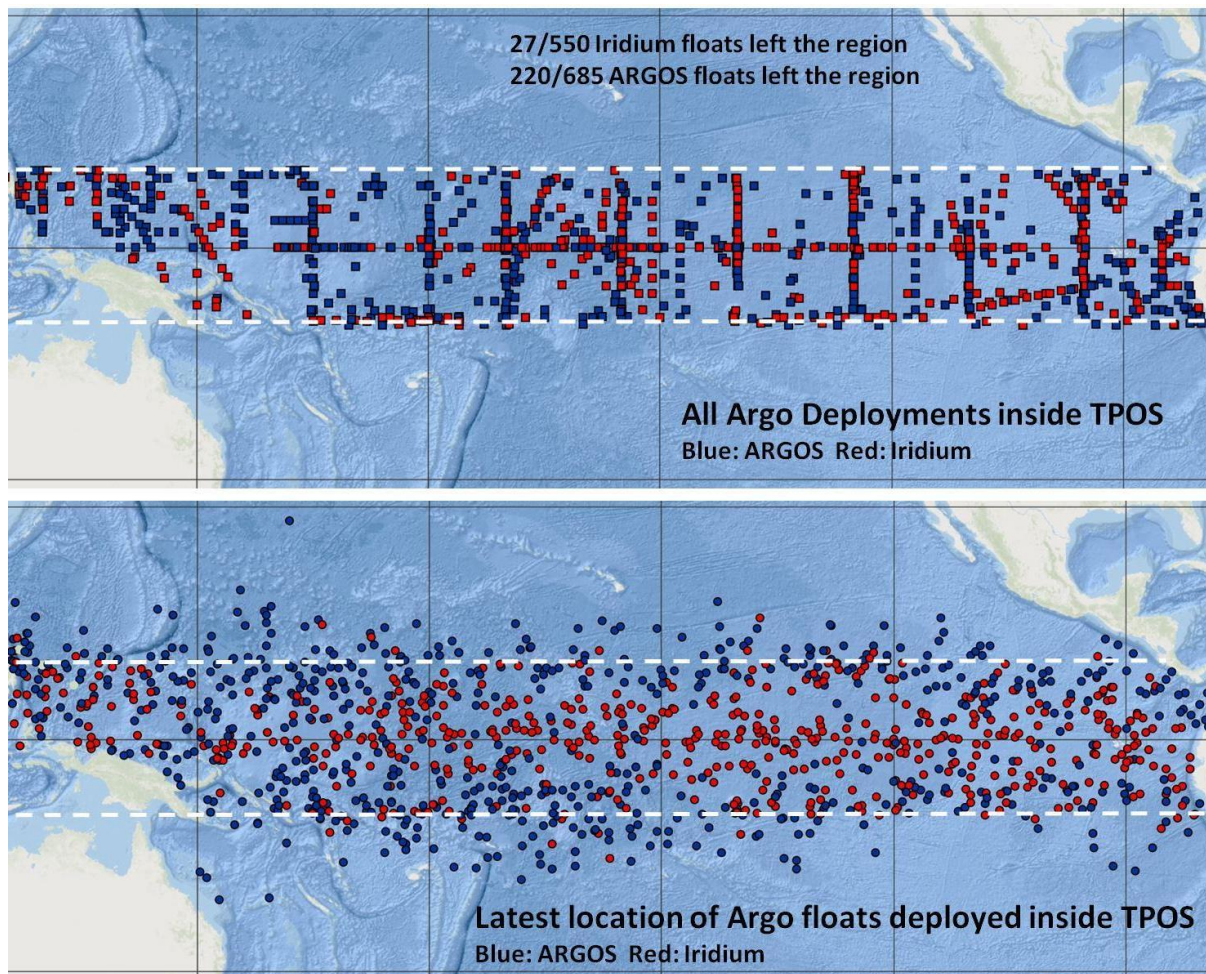 27/550 Iridium floats left the region
220/685 ARGOS floats left the region
All Argo Deployments inside TPOS
Blue: ARGOS  Red: Iridium
Latest location of Argo floats deployed inside TPOS
Blue: ARGOS  Red: Iridium